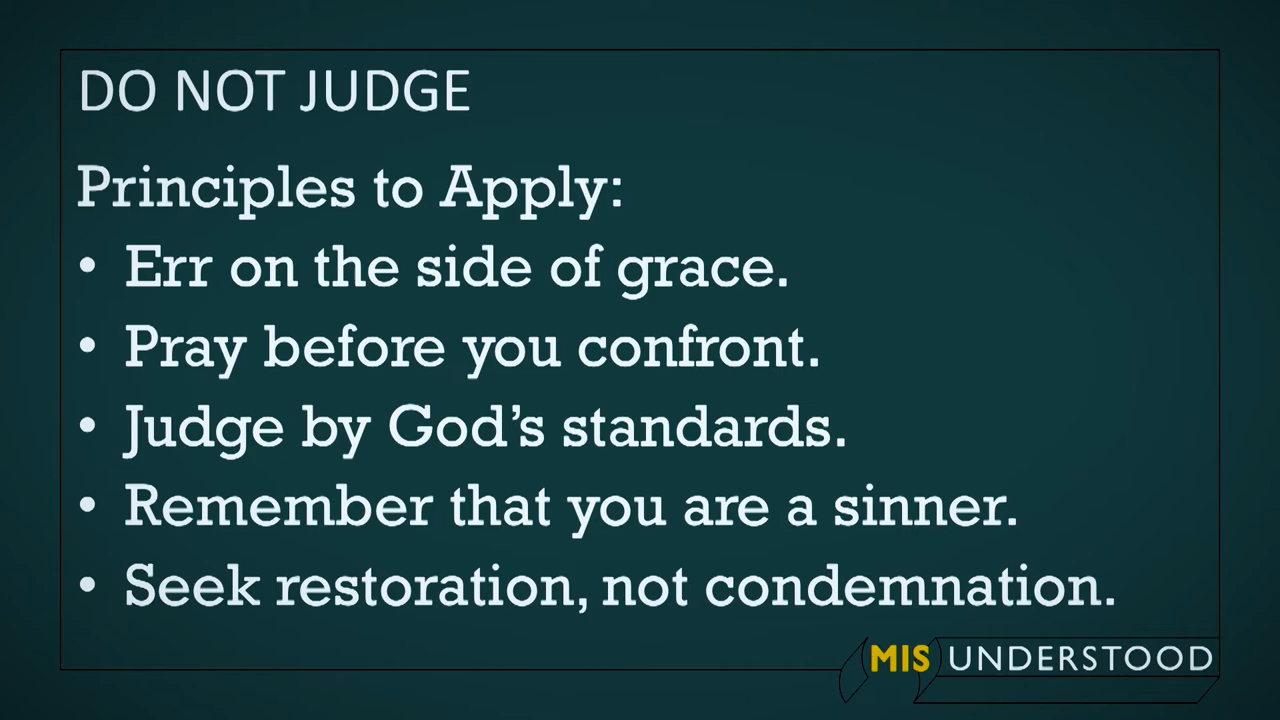 DO NOT JUDGE
Principles to Apply:
• Err on the side of grace.
• Pray before you confront.
• Judge by God’s standards.
• Remember that you are a sinner.
• Seek restoration, not condemnation.
MIS UNDERSTOOD